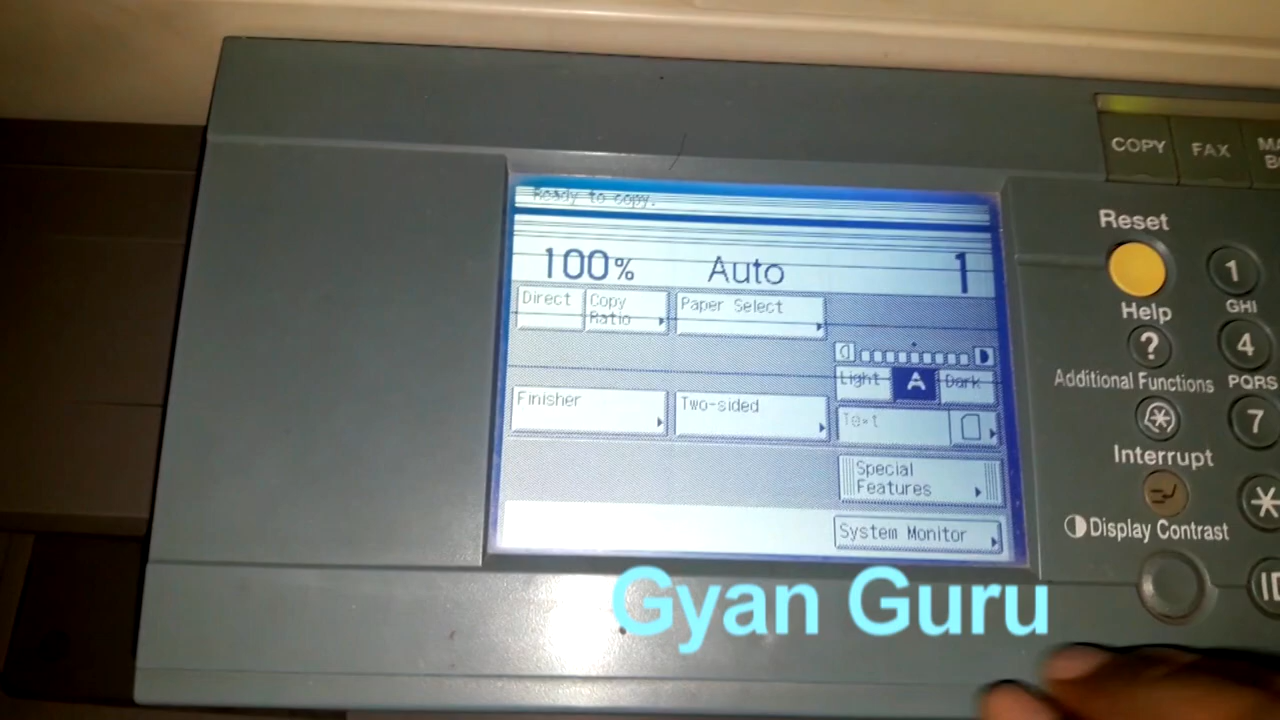 COPY FAX
Ready to copy.
Reset
100% Auto 1
1
Direct Copy Ratio Paper Select
Help
GHI
? 4
Light A Dark
Additional Functions PQRS
Finisher Two-sided
Text
7
Interrupt
Special
Features
Display Contrast
System Monitor
ID
Gyan Guru